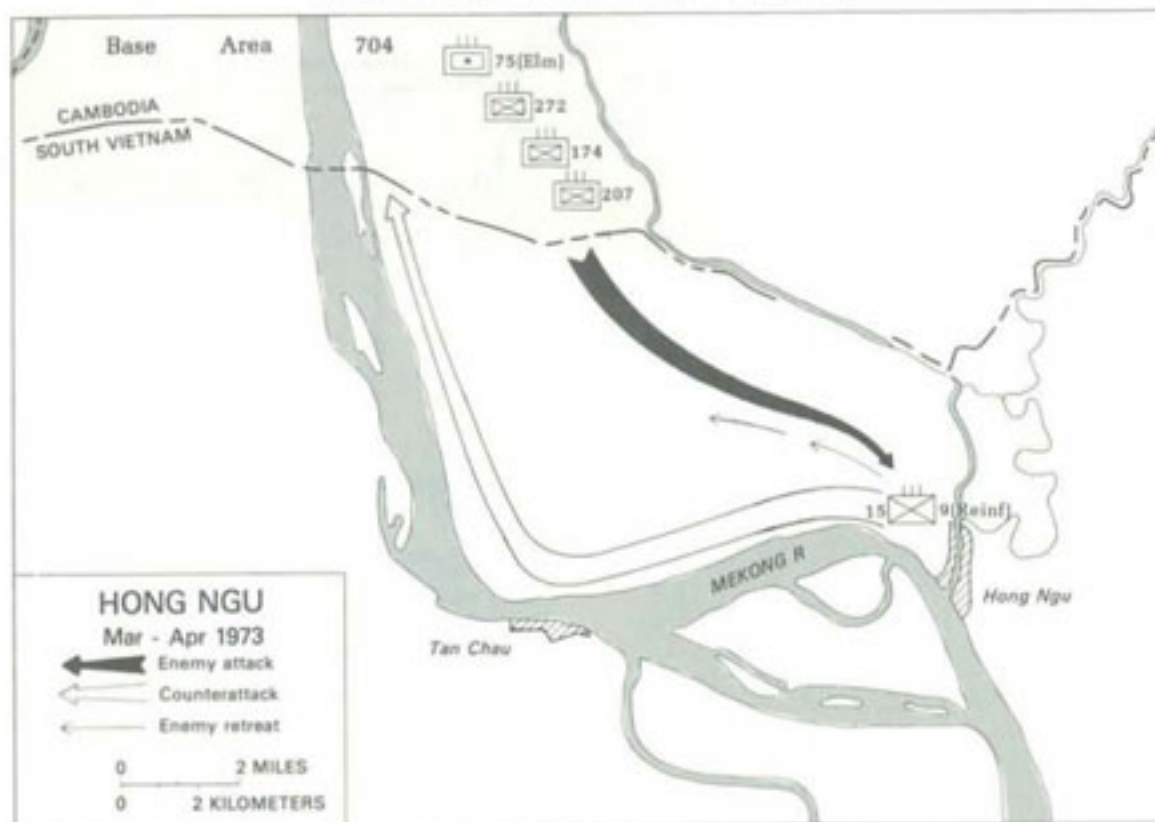 Base Area 704
75(Elm)
272
174
207
CAMBODIA
SOUTH VIETNAM
15 9(Reinf)
MEKONG R
Hong Ngu
Tan Chau
HONG NGU
Mar - Apr 1973
Enemy attack
Counterattack
Enemy retreat
0 2 MILES
0 2 KILOMETERS